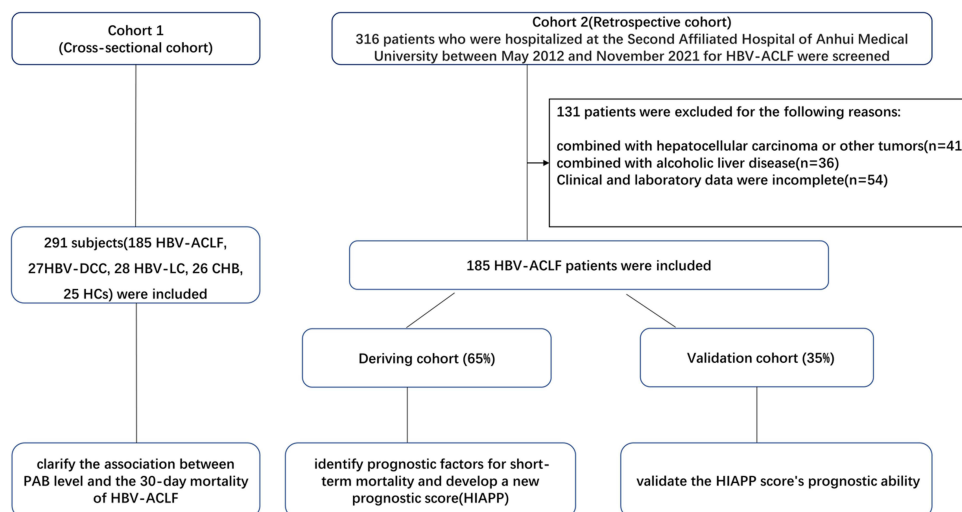 Cohort 1
(Cross-sectional cohort)
Cohort 2(Retrospective cohort)
316 patients who were hospitalized at the Second Affiliated Hospital of Anhui Medical
University between May 2012 and November 2021 for HBV-ACLF were screened
131 patients were excluded for the following reasons:
combined with hepatocellular carcinoma or other tumors(n=41
combined with alcoholic liver disease(n=36)
Clinical and laboratory data were incomplete(n=54)
291 subjects(185 HBV-ACLF,
27HBV-DCC, 28 HBV-LC, 26 CHB,
25 HCs) were included
185 HBV-ACLF patients were included
Deriving cohort (65%)
Validation cohort (35%)
clarify the association between
PAB level and the 30-day mortality
of HBV-ACLF
identify prognostic factors for short-
term mortality and develop a new
prognostic score(HIAPP)
validate the HIAPP score's prognostic ability